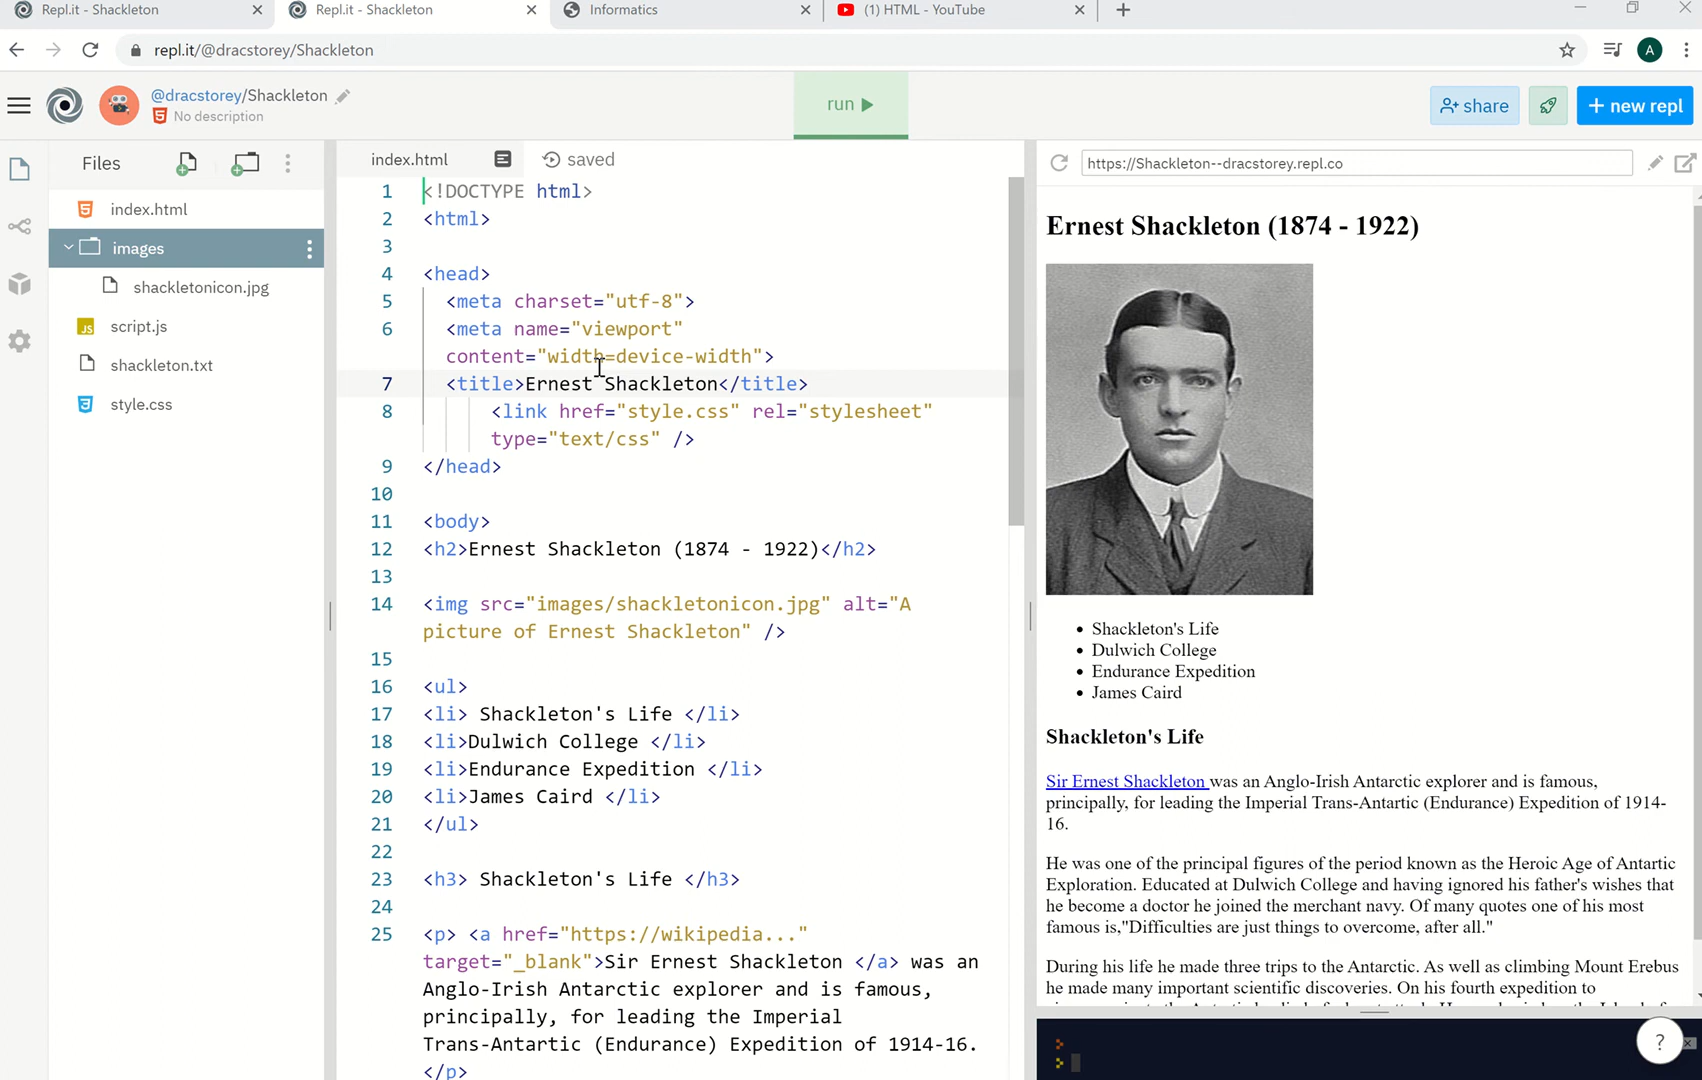 Repl.it - Shackleton
Repl.it - Shackleton
Informatics
(1) HTML - YouTube
repl.it/@dracstorey/Shackleton
A
@dracstorey/Shackleton
No description
run
share
+ new repl
Files
index.html
images
shackletonicon.jpg
script.js
shackleton.txt
style.css
index.html
saved
1 <!DOCTYPE html>
2 <html>
3
4 <head>
5 <meta charset="utf-8">
6 <meta name="viewport"
content="width=device-width">
7 <title>Ernest Shackleton</title>
8 <link href="style.css" rel="stylesheet"
type="text/css" />
9 </head>
10
11 <body>
12 <h2>Ernest Shackleton (1874 - 1922)</h2>
13
14 <img src="images/shackletonicon.jpg" alt="A
picture of Ernest Shackleton" />
15
16 <ul>
17 <li> Shackleton's Life </li>
18 <li>Dulwich College </li>
19 <li>Endurance Expedition </li>
20 <li>James Caird </li>
21 </ul>
22
23 <h3> Shackleton's Life </h3>
24
25 <p> <a href="https://wikipedia..."
target="_blank">Sir Ernest Shackleton </a> was an
Anglo-Irish Antarctic explorer and is famous,
principally, for leading the Imperial
Trans-Antartic (Endurance) Expedition of 1914-16.
</p>
https://Shackleton--dracstorey.repl.co
Ernest Shackleton (1874 - 1922)
• Shackleton's Life
• Dulwich College
• Endurance Expedition
• James Caird
Shackleton's Life
Sir Ernest Shackleton was an Anglo-Irish Antarctic explorer and is famous,
principally, for leading the Imperial Trans-Antartic (Endurance) Expedition of 1914-
16.
He was one of the principal figures of the period known as the Heroic Age of Antartic
Exploration. Educated at Dulwich College and having ignored his father's wishes that
he become a doctor he joined the merchant navy. Of many quotes one of his most
famous is,"Difficulties are just things to overcome, after all."
During his life he made three trips to the Antarctic. As well as climbing Mount Erebus
he made many important scientific discoveries. On his fourth expedition to
>
>
?